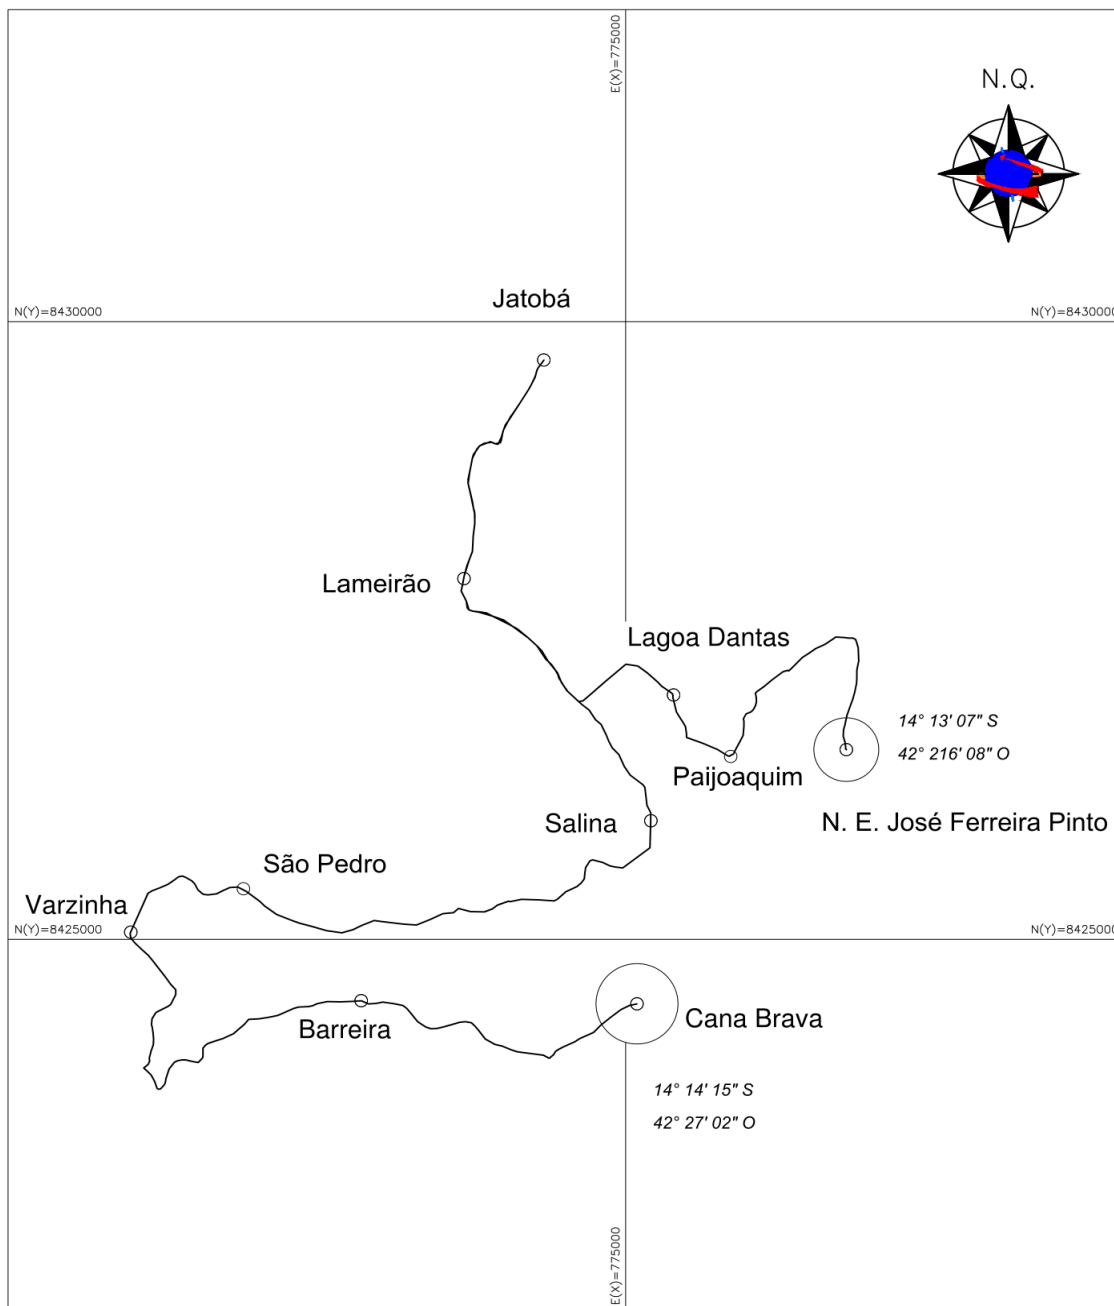 E(X)=775000
N.Q.
Jatobá
N(Y)=8430000
N(Y)=8430000
Lameirão
Lagoa Dantas
14° 13' 07" S
42° 216' 08" O
Paijoaquim
Salina
N. E. José Ferreira Pinto
São Pedro
Varzinha
N(Y)=8425000
N(Y)=8425000
Barreira
Cana Brava
14° 14' 15" S
42° 27' 02" O
E(X)=775000